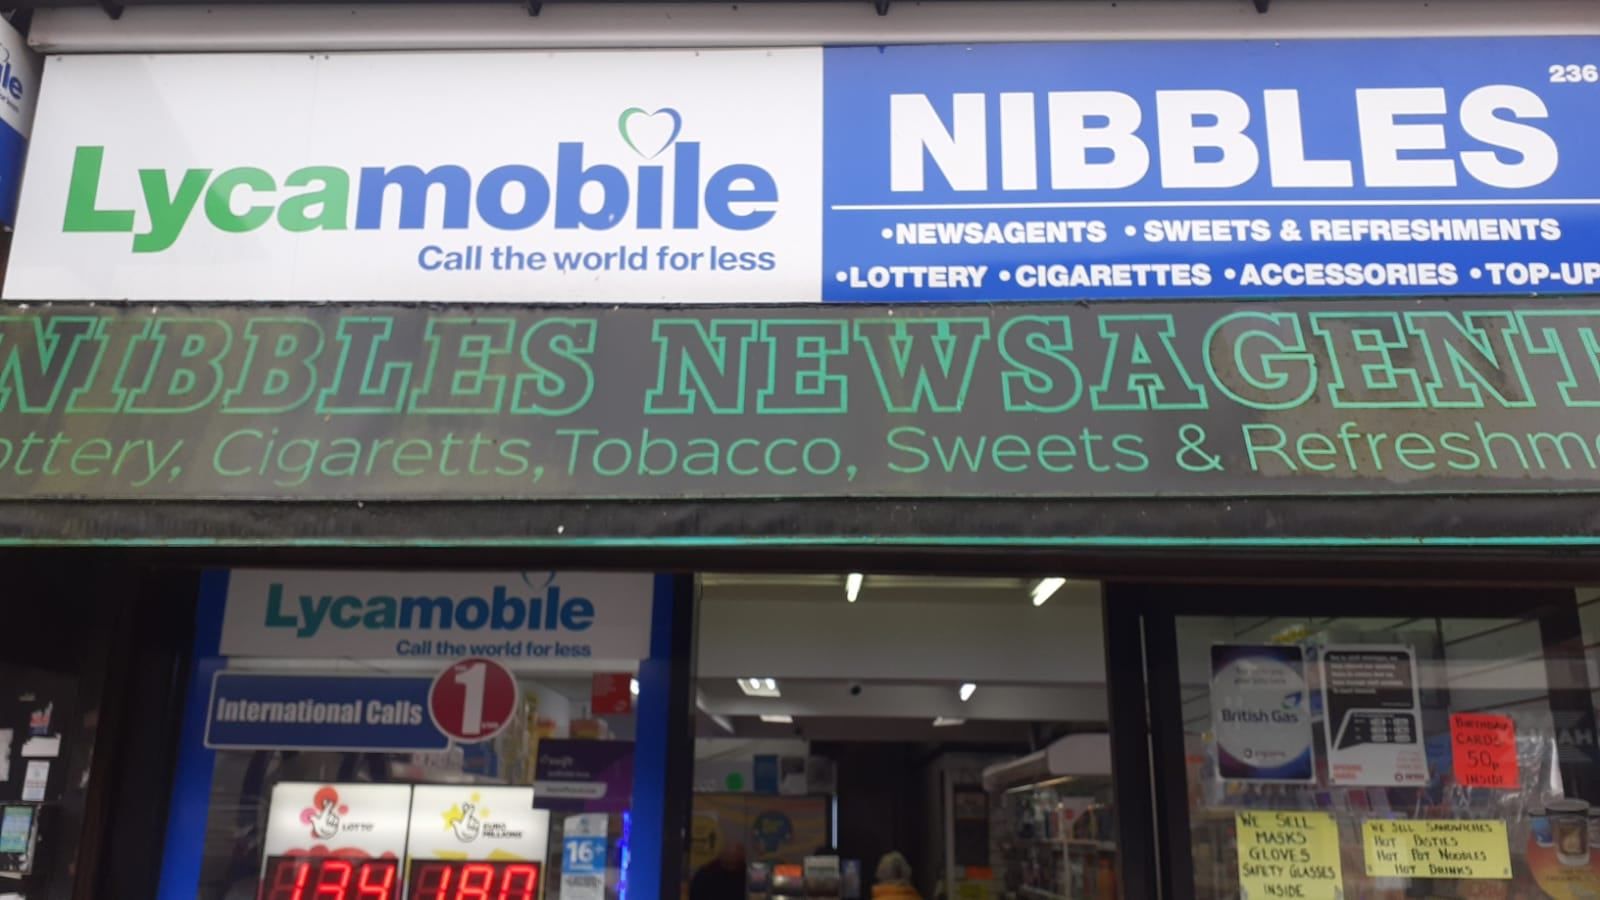 Lycamobile
Call the world for less
236
NIBBLES
•NEWSAGENTS •SWEETS & REFRESHMENTS
•LOTTERY •CIGARETTES •ACCESSORIES •TOP-UP
NIBBLES NEWSAGENT
ottery, Cigaretts, Tobacco, Sweets & Refreshme
Lycamobile
Call the world for less
International Calls
1
LOTTO
EURO
MILLIONS
134
180
16+
British Gas
BIRTHDAY
CARDS
50p
INSIDE
WE SELL
MASKS
GLOVES
SAFETY GLASSES
INSIDE
WE SELL SANDWICHES
HOT PASTIES
HOT POT NOODLES
HOT DRINKS